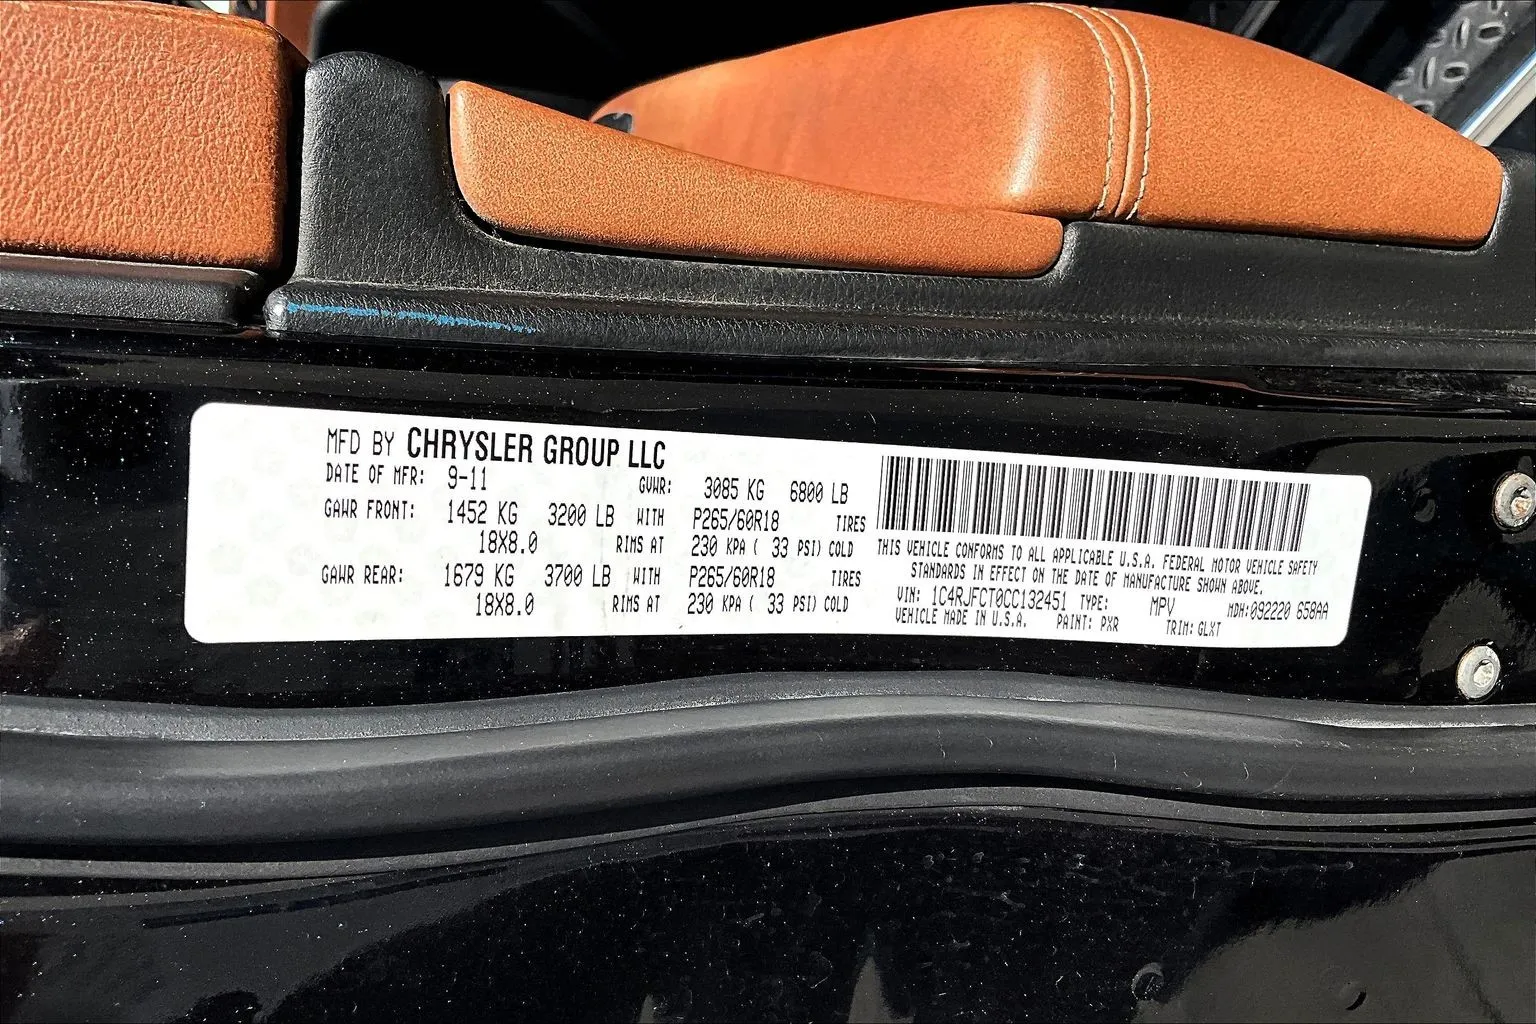 MFD BY CHRYSLER GROUP LLC
DATE OF MFR: 9-11 GVWR: 3085 KG 6800 LB
GAWR FRONT: 1452 KG 3200 LB WITH P265/60R18 TIRES
18X8.0 RIMS AT 230 KPA ( 33 PSI) COLD
GAWR REAR: 1679 KG 3700 LB WITH P265/60R18 TIRES
18X8.0 RIMS AT 230 KPA ( 33 PSI) COLD
THIS VEHICLE CONFORMS TO ALL APPLICABLE U.S.A. FEDERAL MOTOR VEHICLE SAFETY
STANDARDS IN EFFECT ON THE DATE OF MANUFACTURE SHOWN ABOVE.
VIN: 1C4RJFCT0CC132451 TYPE: MPV MDH:092220 658AA
VEHICLE MADE IN U.S.A. PAINT: PXR TRIM: GLXT